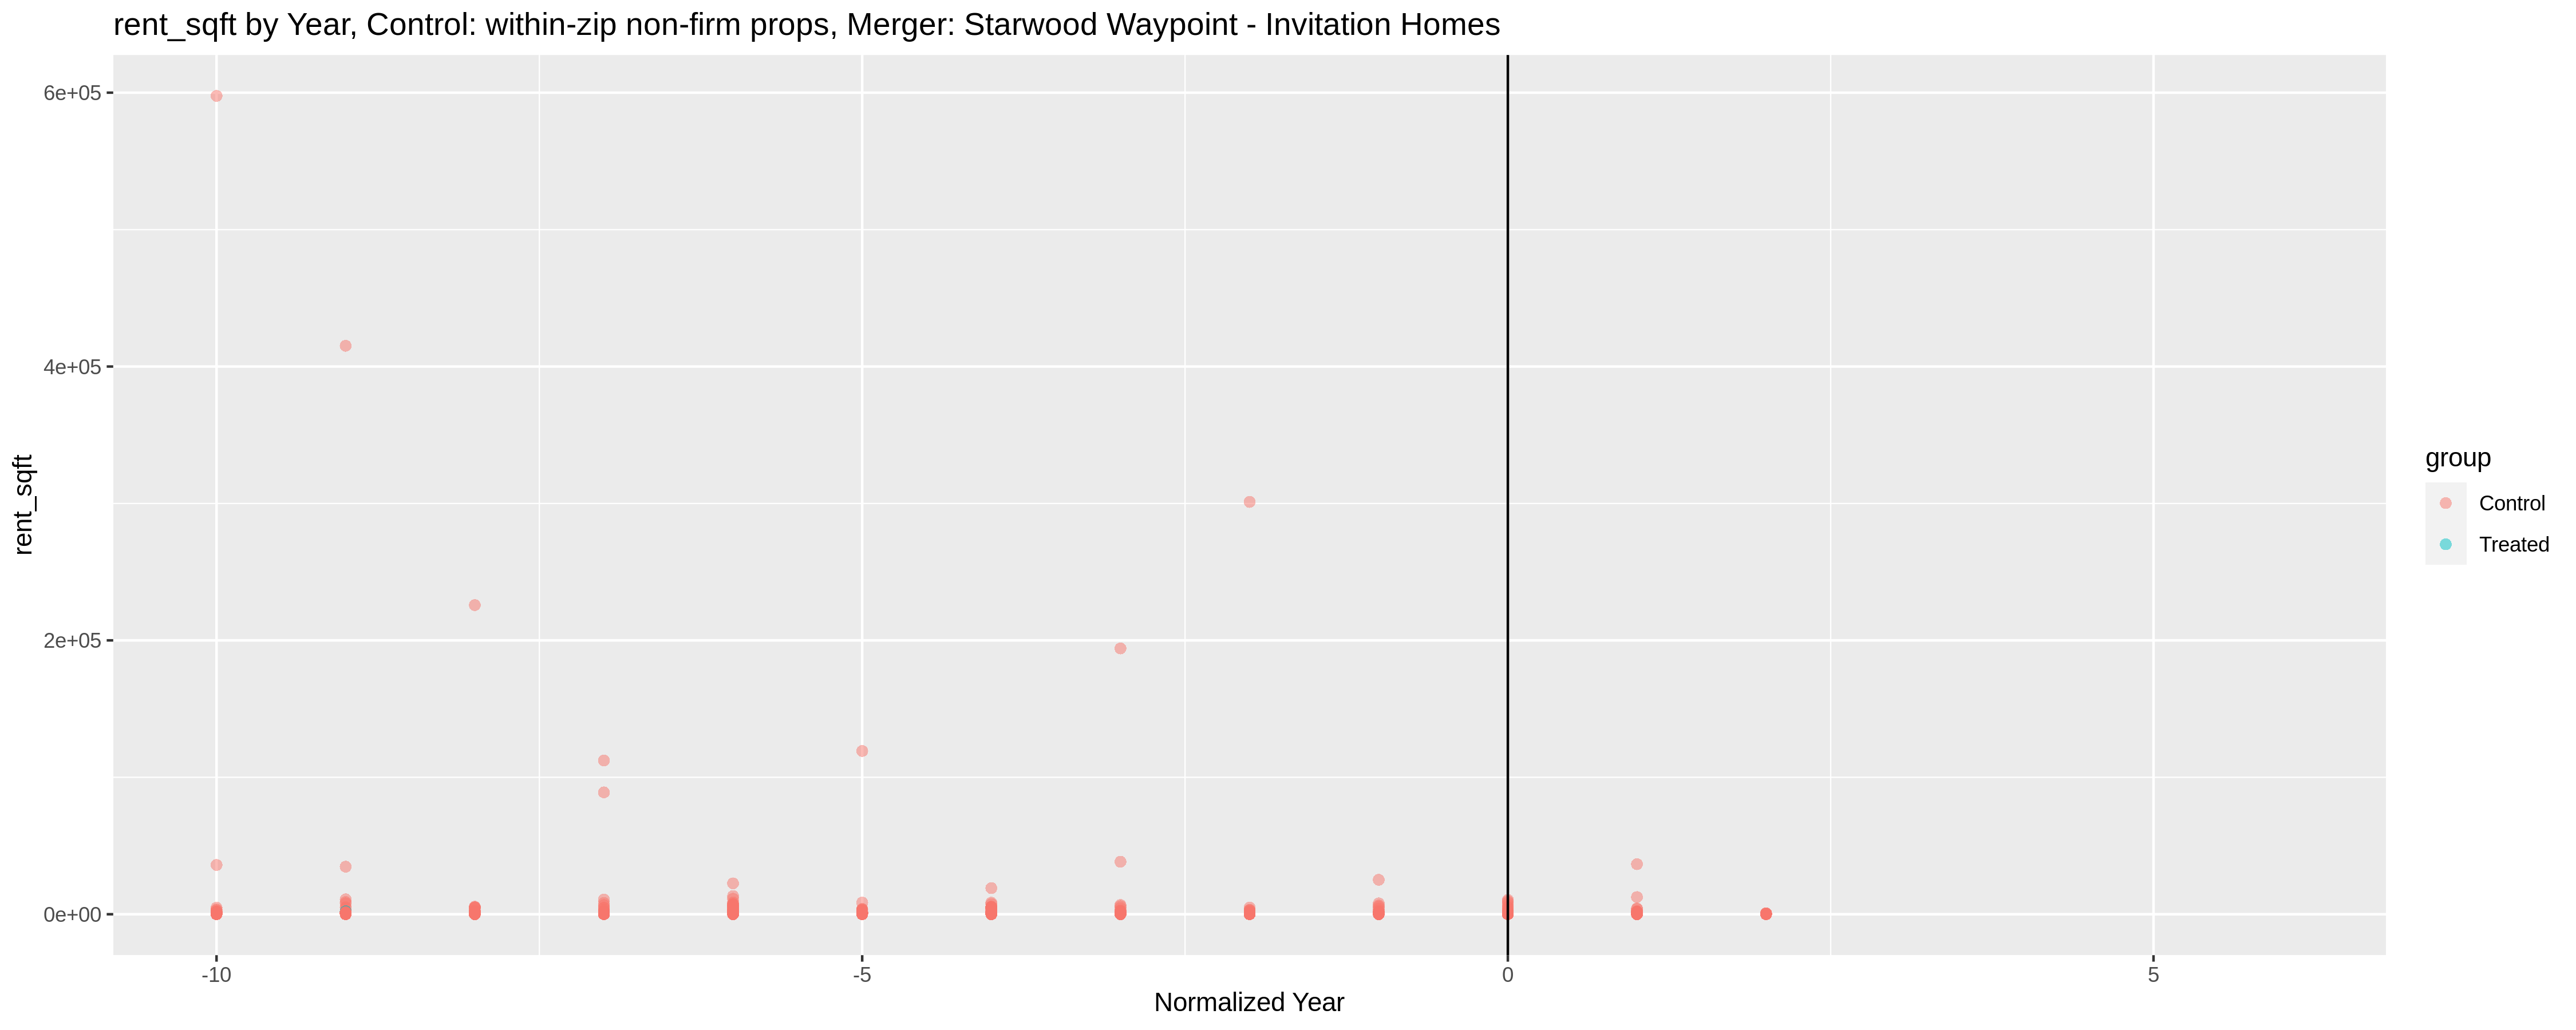 rent_sqft by Year, Control: within-zip non-firm props, Merger: Starwood Waypoint - Invitation Homes
6e+05
4e+05
2e+05
0e+00
rent_sqft
-10
-5
0
5
Normalized Year
group
Control
Treated